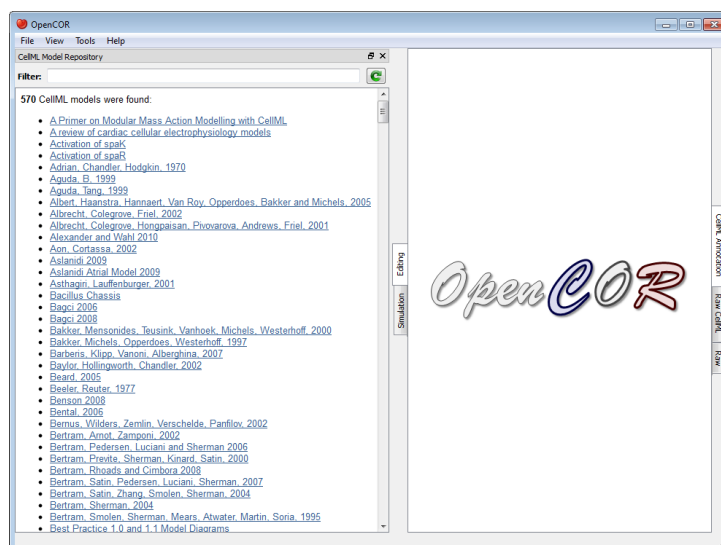 OpenCOR
File View Tools Help
CellML Model Repository
Filter:
570 CellML models were found:
A Primer on Modular Mass Action Modelling with CellML
A review of cardiac cellular electrophysiology models
Activation of spaK
Activation of spaR
Adrian, Chandler, Hodgkin, 1970
Aguda, B, 1999
Aguda, Tang, 1999
Albert, Haanstra, Hannaert, Van Roy, Opperdoes, Bakker and Michels, 2005
Albrecht, Colegrove, Friel, 2002
Albrecht, Colegrove, Hongpaisan, Pivovarova, Andrews, Friel, 2001
Alexander and Wahl 2010
Aon, Cortassa, 2002
Aslanidi 2009
Aslanidi Atrial Model 2009
Asthagiri, Lauffenburger, 2001
Bacillus Chassis
Bagci 2006
Bagci 2008
Bakker, Mensonides, Teusink, Vanhoek, Michels, Westerhoff, 2000
Bakker, Michels, Opperdoes, Westerhoff, 1997
Barberis, Klipp, Vanoni, Alberghina, 2007
Baylor, Hollingworth, Chandler, 2002
Beard, 2005
Beeler, Reuter, 1977
Benson 2008
Bental, 2006
Bernus, Wilders, Zemlin, Verschelde, Panfilov, 2002
Bertram, Arnot, Zamponi, 2002
Bertram, Pedersen, Luciani and Sherman 2006
Bertram, Previte, Sherman, Kinard, Satin, 2000
Bertram, Rhoads and Cimbora 2008
Bertram, Satin, Pedersen, Luciani, Sherman, 2007
Bertram, Satin, Zhang, Smolen, Sherman, 2004
Bertram, Sherman, 2004
Bertram, Smolen, Sherman, Mears, Atwater, Martin, Soria, 1995
Best Practice 1.0 and 1.1 Model Diagrams
Editing
Simulation
OpenCOR
CellML Annotation
Raw CellML
Raw